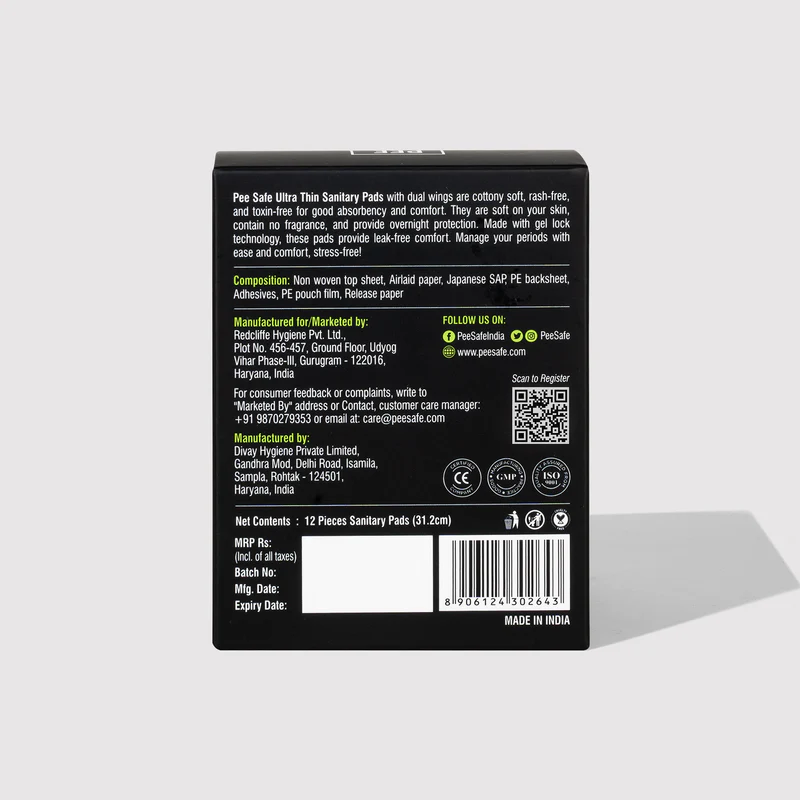 Pee Safe Ultra Thin Sanitary Pads with dual wings are cottony soft, rash-free,
and toxin-free for good absorbency and comfort. They are soft on your skin,
contain no fragrance, and provide overnight protection. Made with gel lock
technology, these pads provide leak-free comfort. Manage your periods with
ease and comfort, stress-free!
Composition: Non woven top sheet, Airlaid paper, Japanese SAP, PE backsheet,
Adhesives, PE pouch film, Release paper
Manufactured for/Marketed by:
Redcliffe Hygiene Pvt. Ltd.,
Plot No. 456-457, Ground Floor, Udyog
Vihar Phase-III, Gurugram - 122016,
Haryana, India
FOLLOW US ON:
PeeSafeIndia PeeSafe
www.peesafe.com
For consumer feedback or complaints, write to
"Marketed By" address or Contact, customer care manager:
+91 9870279353 or email at: care@peesafe.com
Scan to Register
Manufactured by:
Divay Hygiene Private Limited,
Gandhra Mod, Delhi Road, Isamila,
Sampla, Rohtak - 124501,
Haryana, India
CERTIFIED CE COMPANY
GMP
ISO 9001
Net Contents : 12 Pieces Sanitary Pads (31.2cm)
MRP Rs:
(Incl. of all taxes)
Batch No:
Mfg. Date:
Expiry Date:
8 906124 302643
MADE IN INDIA